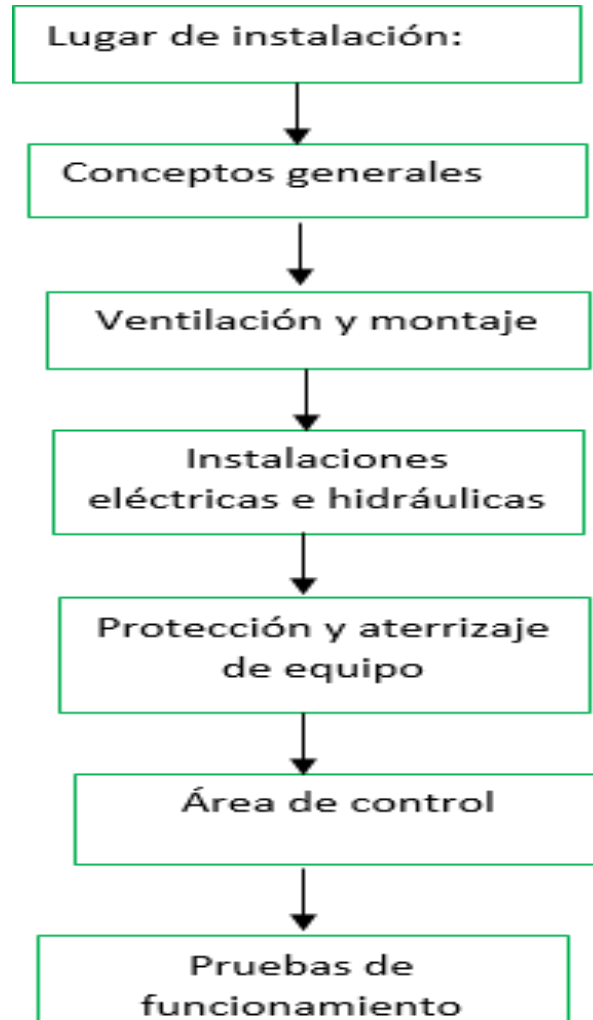 Lugar de instalación:
Conceptos generales
Ventilación y montaje
Instalaciones
eléctricas e hidráulicas
Protección y aterrizaje
de equipo
Área de control
Pruebas de
funcionamiento